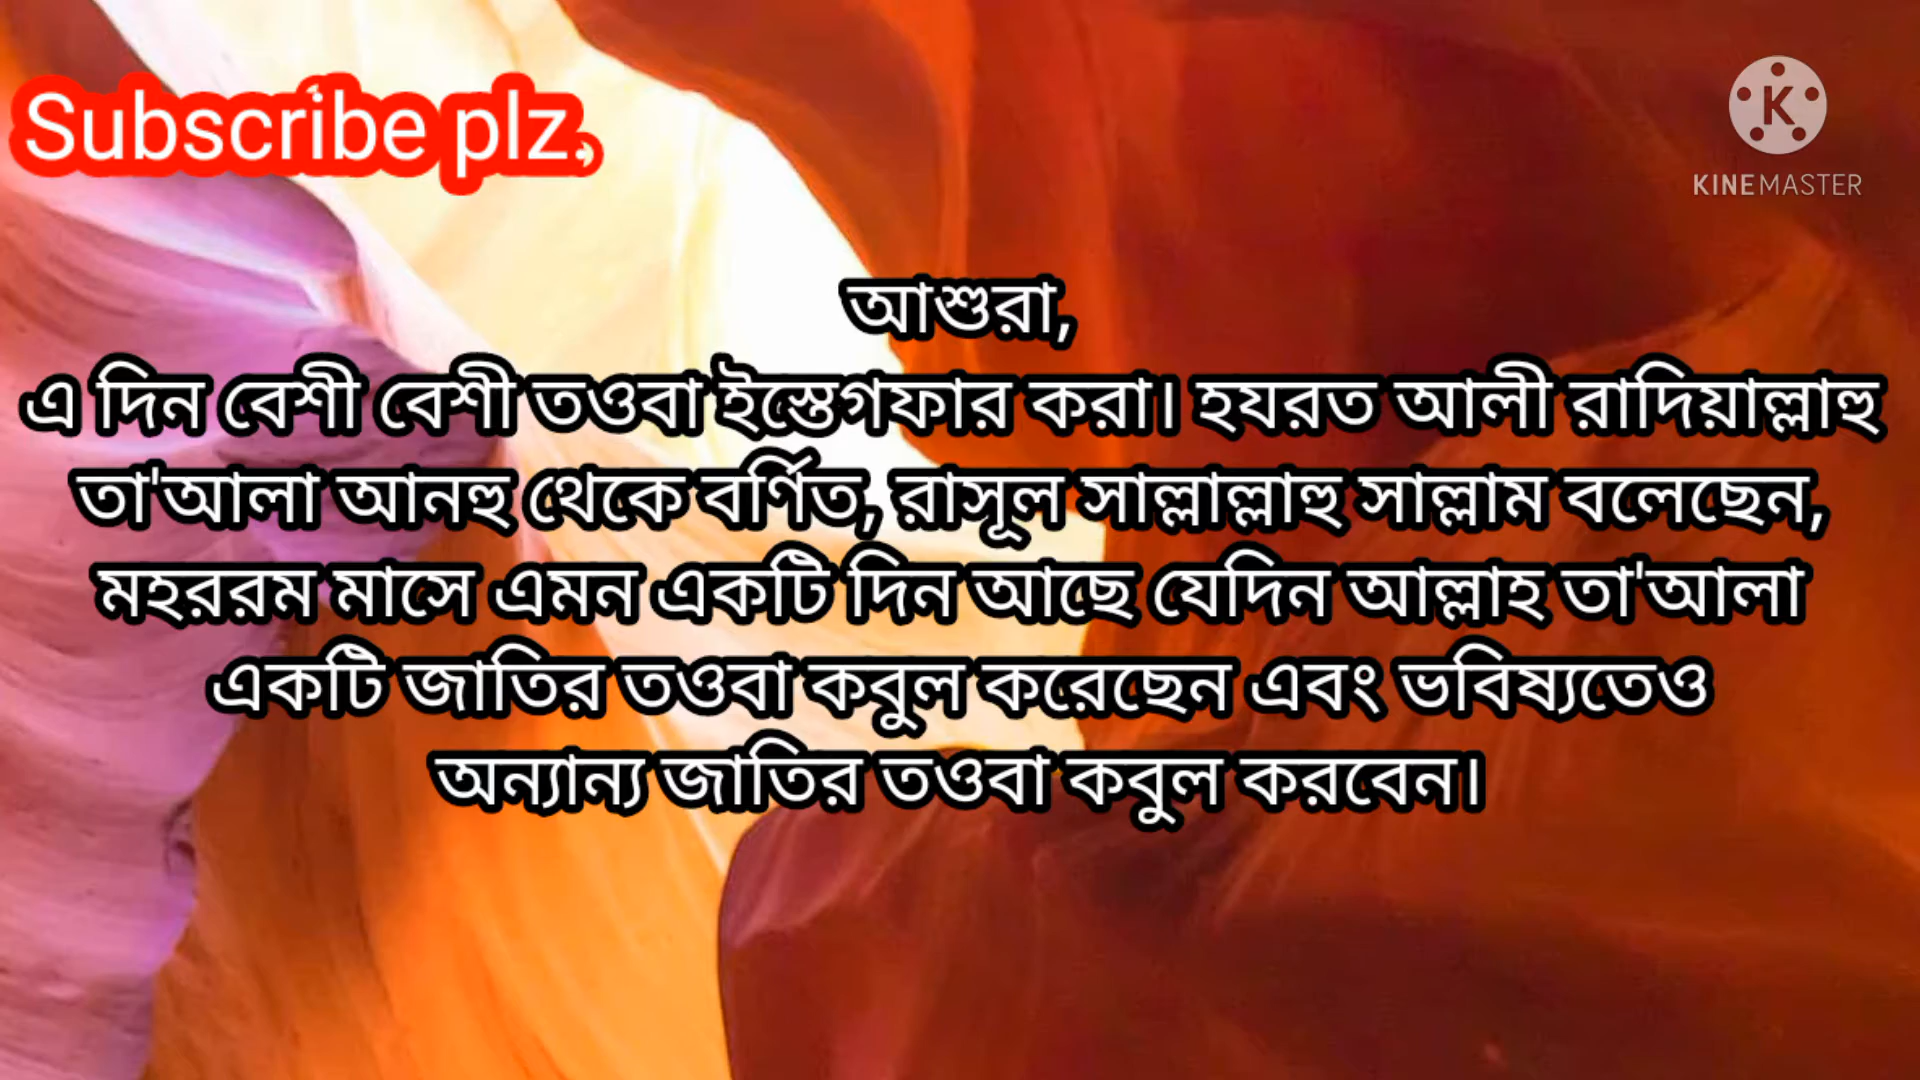 Subscribe plz,
K
KINEMASTER
আশুরা,
এ দিন বেশী বেশী তওবা ইস্তেগফার করা। হযরত আলী রাদিয়াল্লাহু
তা'আলা আনহু থেকে বর্ণিত, রাসূল সাল্লাল্লাহু সাল্লাম বলেছেন,
মহররম মাসে এমন একটি দিন আছে যেদিন আল্লাহ তা'আলা
একটি জাতির তওবা কবুল করেছেন এবং ভবিষ্যতেও
অন্যান্য জাতির তওবা কবুল করবেন।